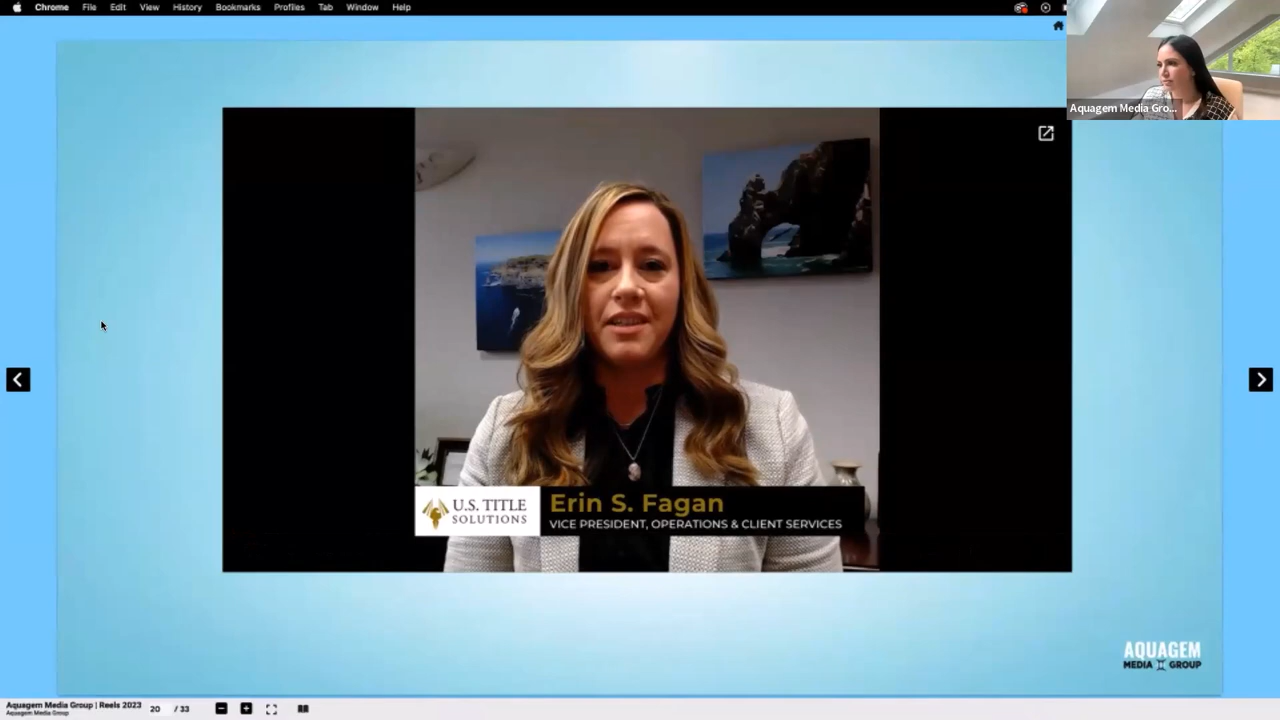 Chrome File Edit View History Bookmarks Profiles Tab Window Help
Aquagem Media Gro...
U.S. TITLE
SOLUTIONS
Erin S. Fagan
VICE PRESIDENT, OPERATIONS & CLIENT SERVICES
AQUAGEM
MEDIA GROUP
Aquagem Media Group | Reels 2023
Aquagem Media Group
20 / 33